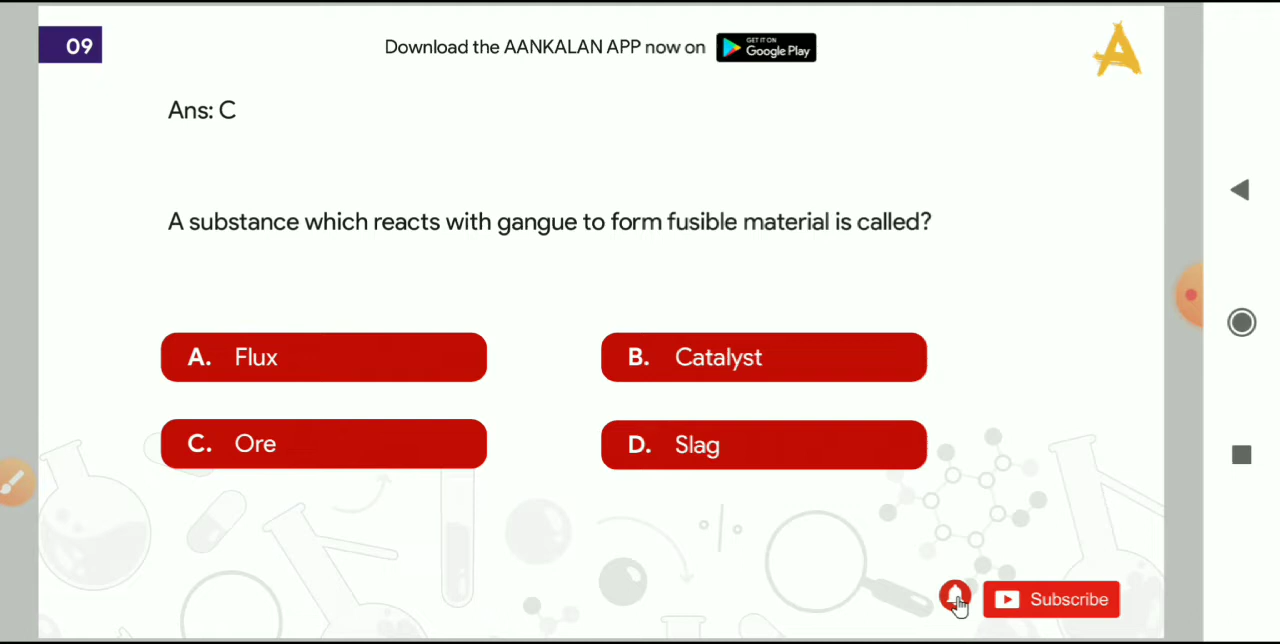 09
Download the AANKALAN APP now on
GET IT ON
Google Play
A
Ans: C
A substance which reacts with gangue to form fusible material is called?
A. Flux
B. Catalyst
C. Ore
D. Slag
Subscribe